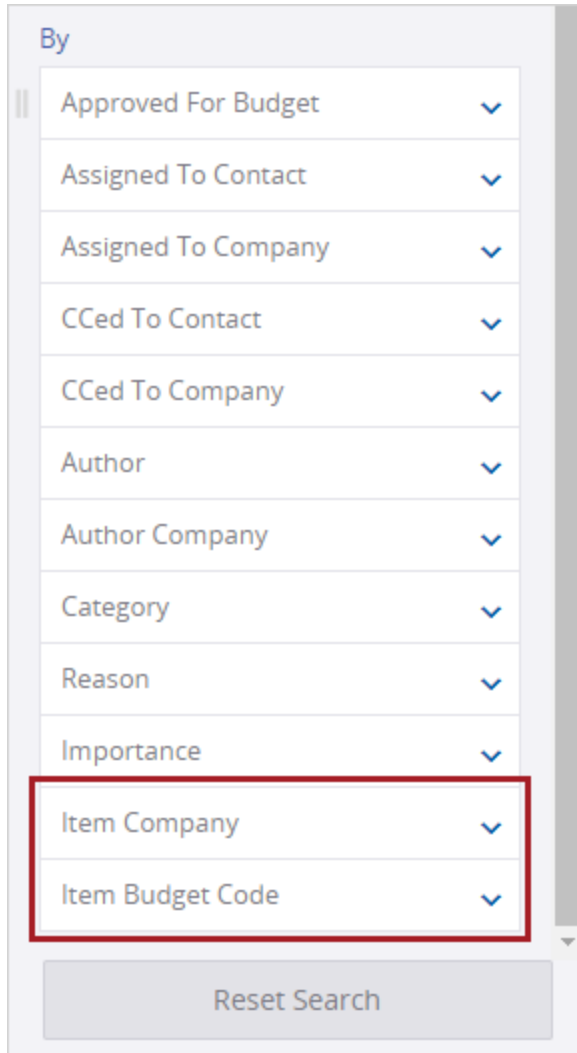 By
Approved For Budget
Assigned To Contact
Assigned To Company
CCed To Contact
CCed To Company
Author
Author Company
Category
Reason
Importance
Item Company
Item Budget Code
Reset Search